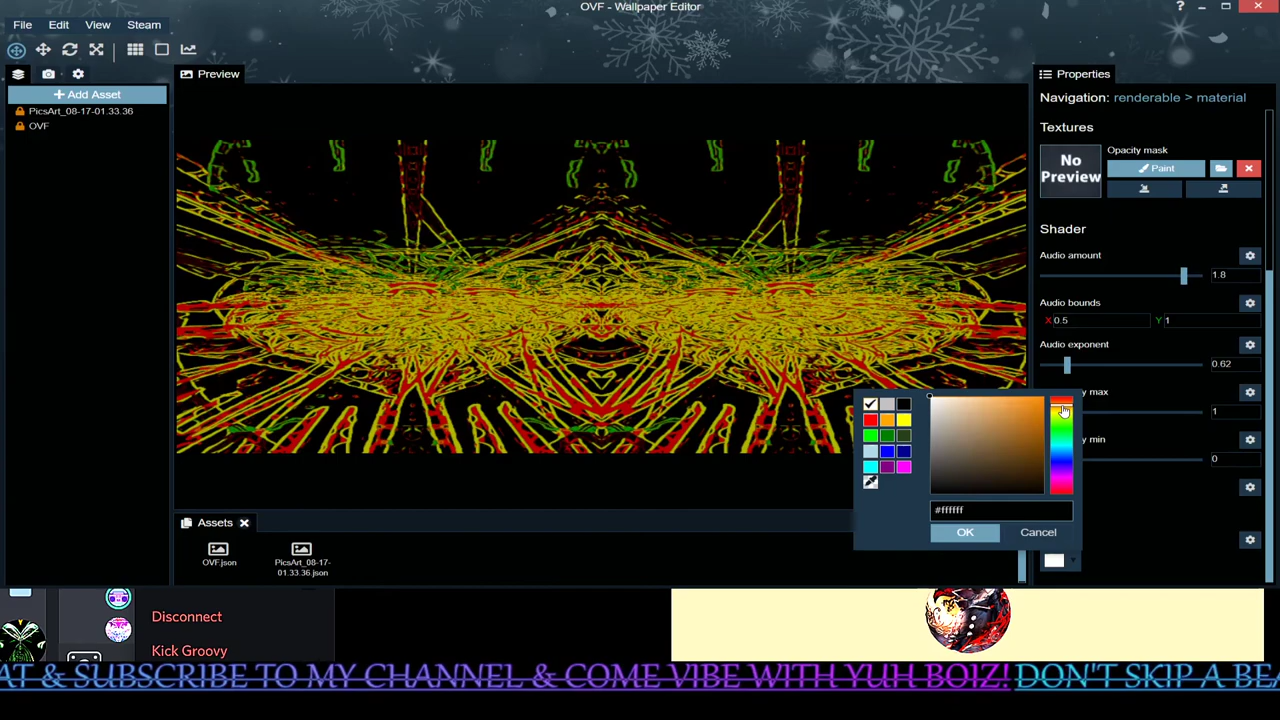 OVF - Wallpaper Editor
?
File Edit View Steam
Preview
Properties
+ Add Asset
PicsArt_08-17-01.33.36
OVF
Navigation: renderable > material
Textures
No
Preview
Opacity mask
Paint
Shader
Audio amount
1.8
Audio bounds
X 0.5
Y 1
Audio exponent
0.62
y max
1
y min
0
#ffffff
OK
Cancel
Assets
OVF.json
PicsArt_08-17-
01.33.36.json
Disconnect
Kick Groovy
AT & SUBSCRIBE TO MY CHANNEL & COME VIBE WITH YUH BOIZ! DON'T SKIP A BEA